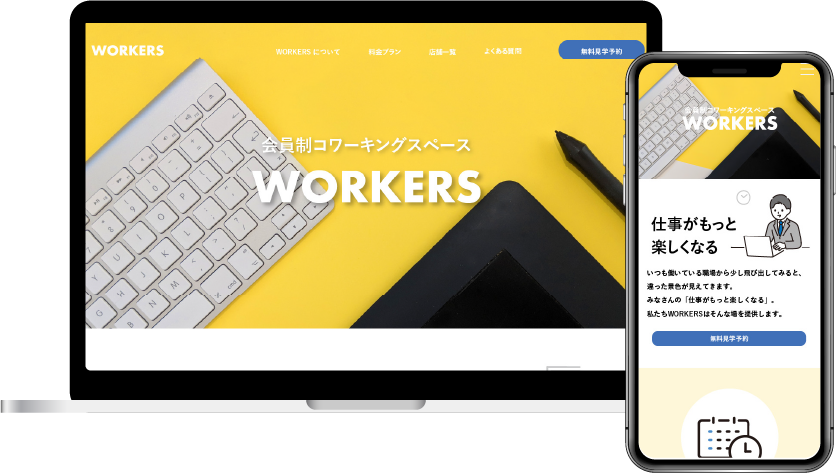 WORKERS
WORKERSについて
料金プラン
店舗一覧
よくある質問
無料見学予約
会員制コワーキングスペース
WORKERS
会員制コワーキングスペース
WORKERS
仕事がもっと
楽しくなる
いつも働いている職場から少し飛び出してみると、
違った景色が見えてきます。
みなさんの「仕事がもっと楽しくなる」。
私たちWORKERSはそんな場を提供します。
無料見学予約